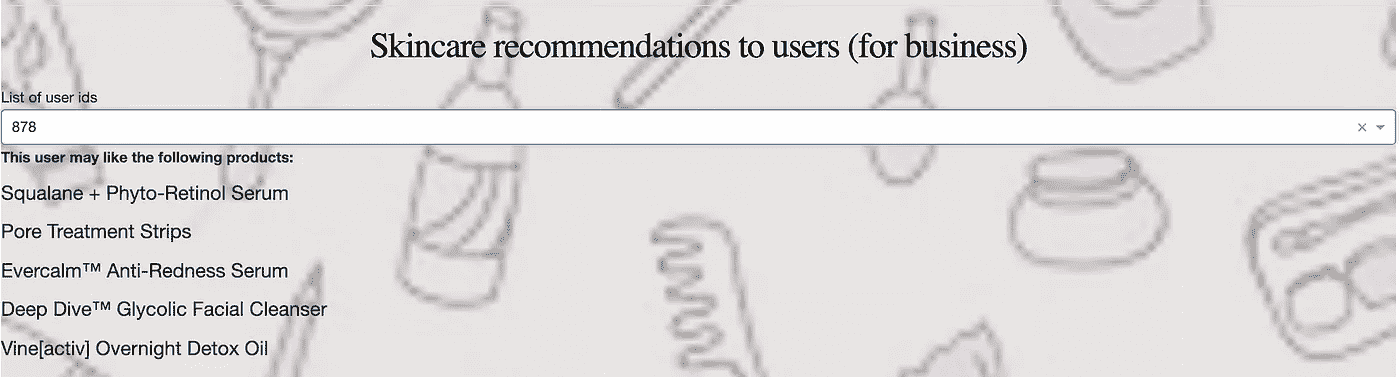 Skincare recommendations to users (for business)
List of user ids
878
This user may like the following products:
Squalane + Phyto-Retinol Serum
Pore Treatment Strips
Evercalm™ Anti-Redness Serum
Deep Dive™ Glycolic Facial Cleanser
Vine[activ] Overnight Detox Oil